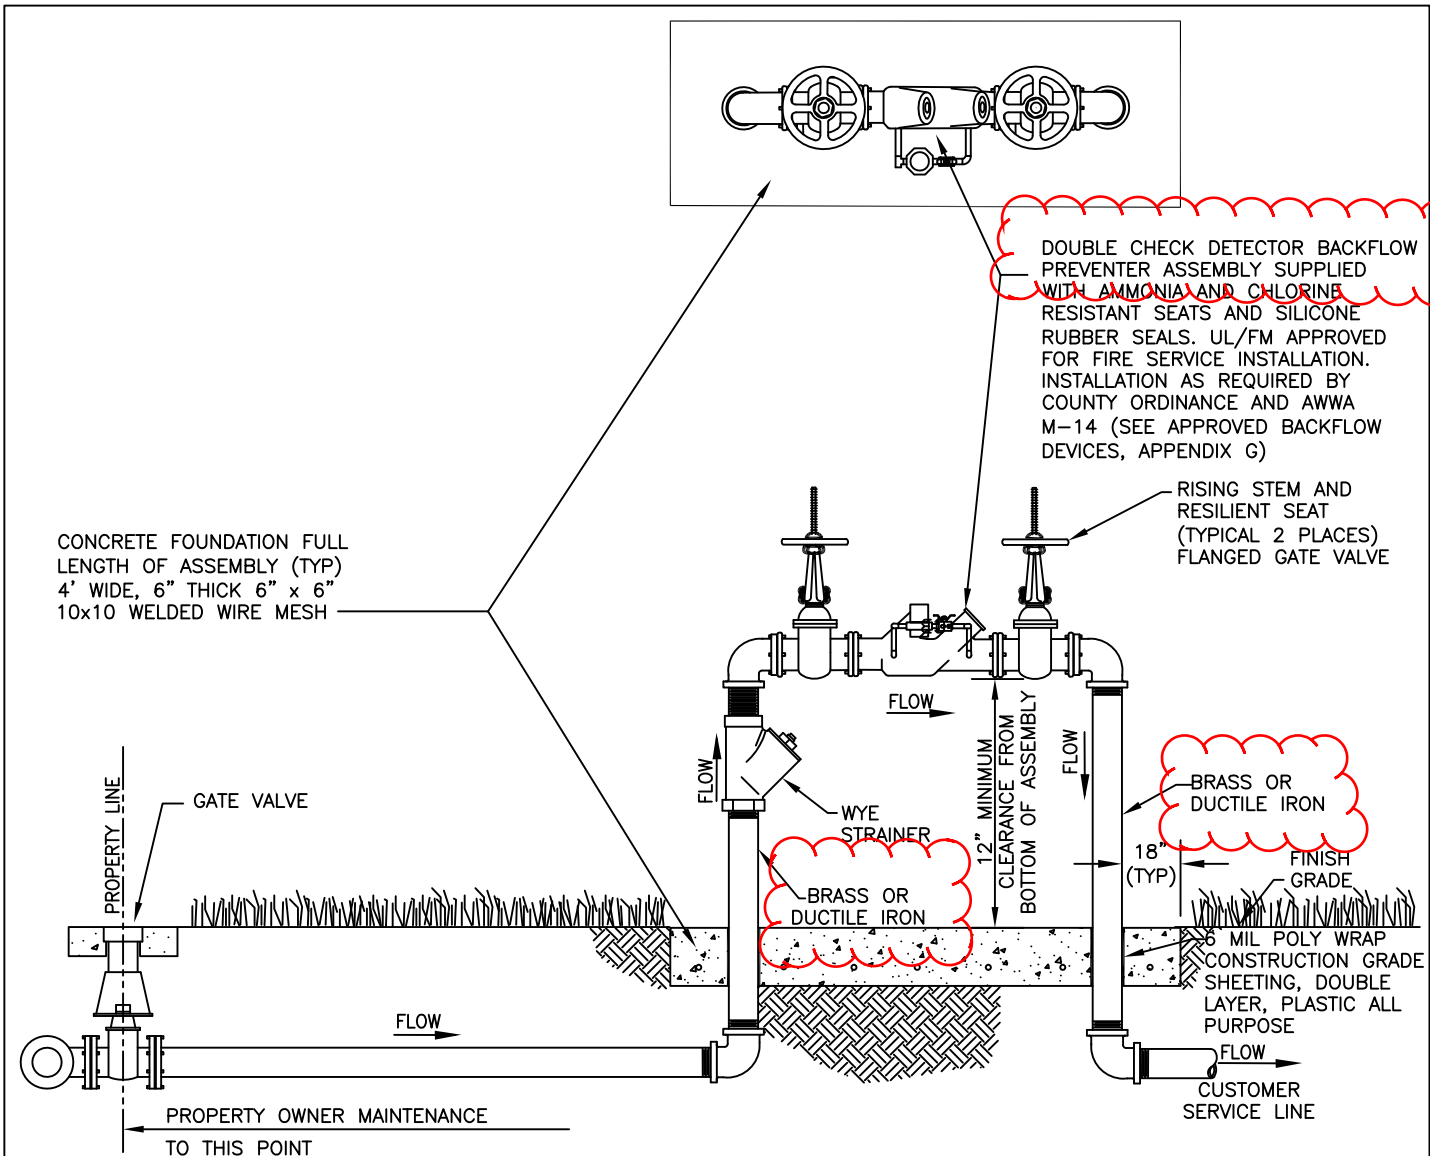 DOUBLE CHECK DETECTOR BACKFLOW
PREVENTER ASSEMBLY SUPPLIED
WITH AMMONIA AND CHLORINE
RESISTANT SEATS AND SILICONE
RUBBER SEALS. UL/FM APPROVED
FOR FIRE SERVICE INSTALLATION.
INSTALLATION AS REQUIRED BY
COUNTY ORDINANCE AND AWWA
M-14 (SEE APPROVED BACKFLOW
DEVICES, APPENDIX G)
RISING STEM AND
RESILIENT SEAT
(TYPICAL 2 PLACES)
FLANGED GATE VALVE
CONCRETE FOUNDATION FULL
LENGTH OF ASSEMBLY (TYP)
4' WIDE, 6" THICK 6" x 6"
10x10 WELDED WIRE MESH
FLOW
FLOW
FLOW
12" MINIMUM
CLEARANCE FROM
BOTTOM OF ASSEMBLY
PROPERTY LINE
GATE VALVE
WYE
STRAINER
BRASS OR
DUCTILE IRON
BRASS OR
DUCTILE IRON
18"
(TYP)
FINISH
GRADE
6 MIL POLY WRAP
CONSTRUCTION GRADE
SHEETING, DOUBLE
LAYER, PLASTIC ALL
PURPOSE
FLOW
FLOW
CUSTOMER
SERVICE LINE
PROPERTY OWNER MAINTENANCE
TO THIS POINT